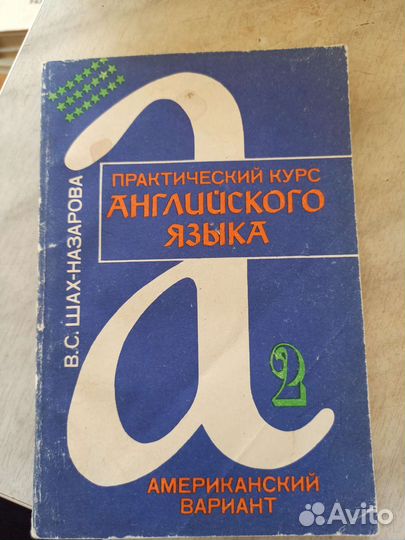 В.С. ШАХ-НАЗАРОВА
a
ПРАКТИЧЕСКИЙ КУРС
АНГЛИЙСКОГО
ЯЗЫКА
2
АМЕРИКАНСКИЙ
ВАРИАНТ
Avito